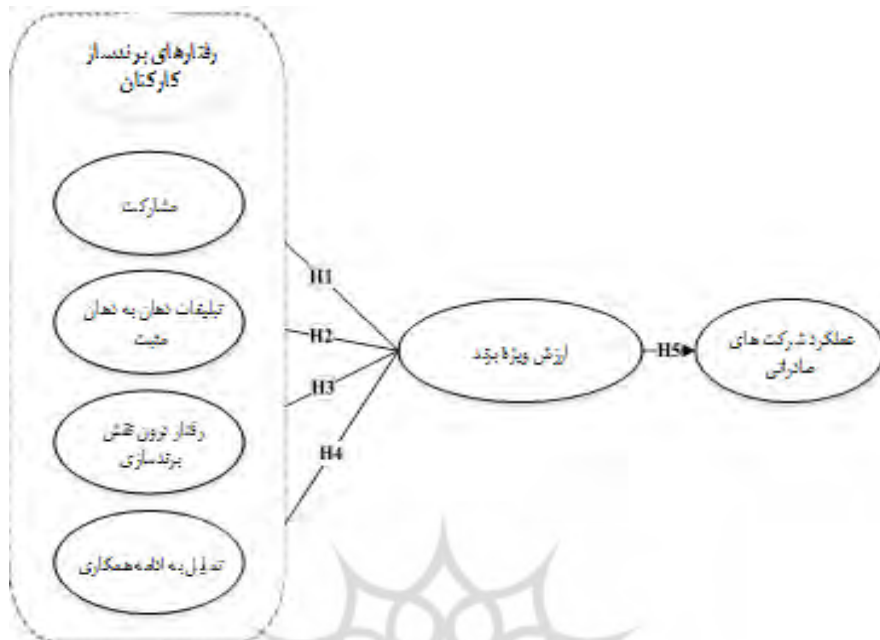 رفتارهای برندساز
کارکنان
مشارکت
تبلیغات دهان به دهان
مثبت
رفتار درون نقش
برندسازی
تمایل به ادامه همکاری
H1
H2
H3
H4
ارزش ویژۀ برند
H5
عملکرد شرکت های
صادراتی